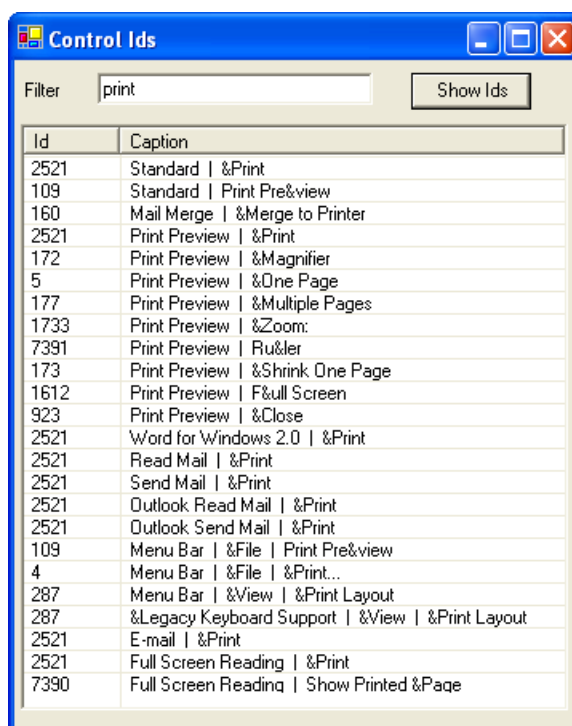 Control Ids
Filter print Show Ids
Id Caption
2521 Standard | &Print
109 Standard | Print Pre&view
160 Mail Merge | &Merge to Printer
2521 Print Preview | &Print
172 Print Preview | &Magnifier
5 Print Preview | &One Page
177 Print Preview | &Multiple Pages
1733 Print Preview | &Zoom:
7391 Print Preview | Ru&ler
173 Print Preview | &Shrink One Page
1612 Print Preview | F&ull Screen
923 Print Preview | &Close
2521 Word for Windows 2.0 | &Print
2521 Read Mail | &Print
2521 Send Mail | &Print
2521 Outlook Read Mail | &Print
2521 Outlook Send Mail | &Print
109 Menu Bar | &File | Print Pre&view
4 Menu Bar | &File | &Print...
287 Menu Bar | &View | &Print Layout
287 &Legacy Keyboard Support | &View | &Print Layout
2521 E-mail | &Print
2521 Full Screen Reading | &Print
7390 Full Screen Reading | Show Printed &Page